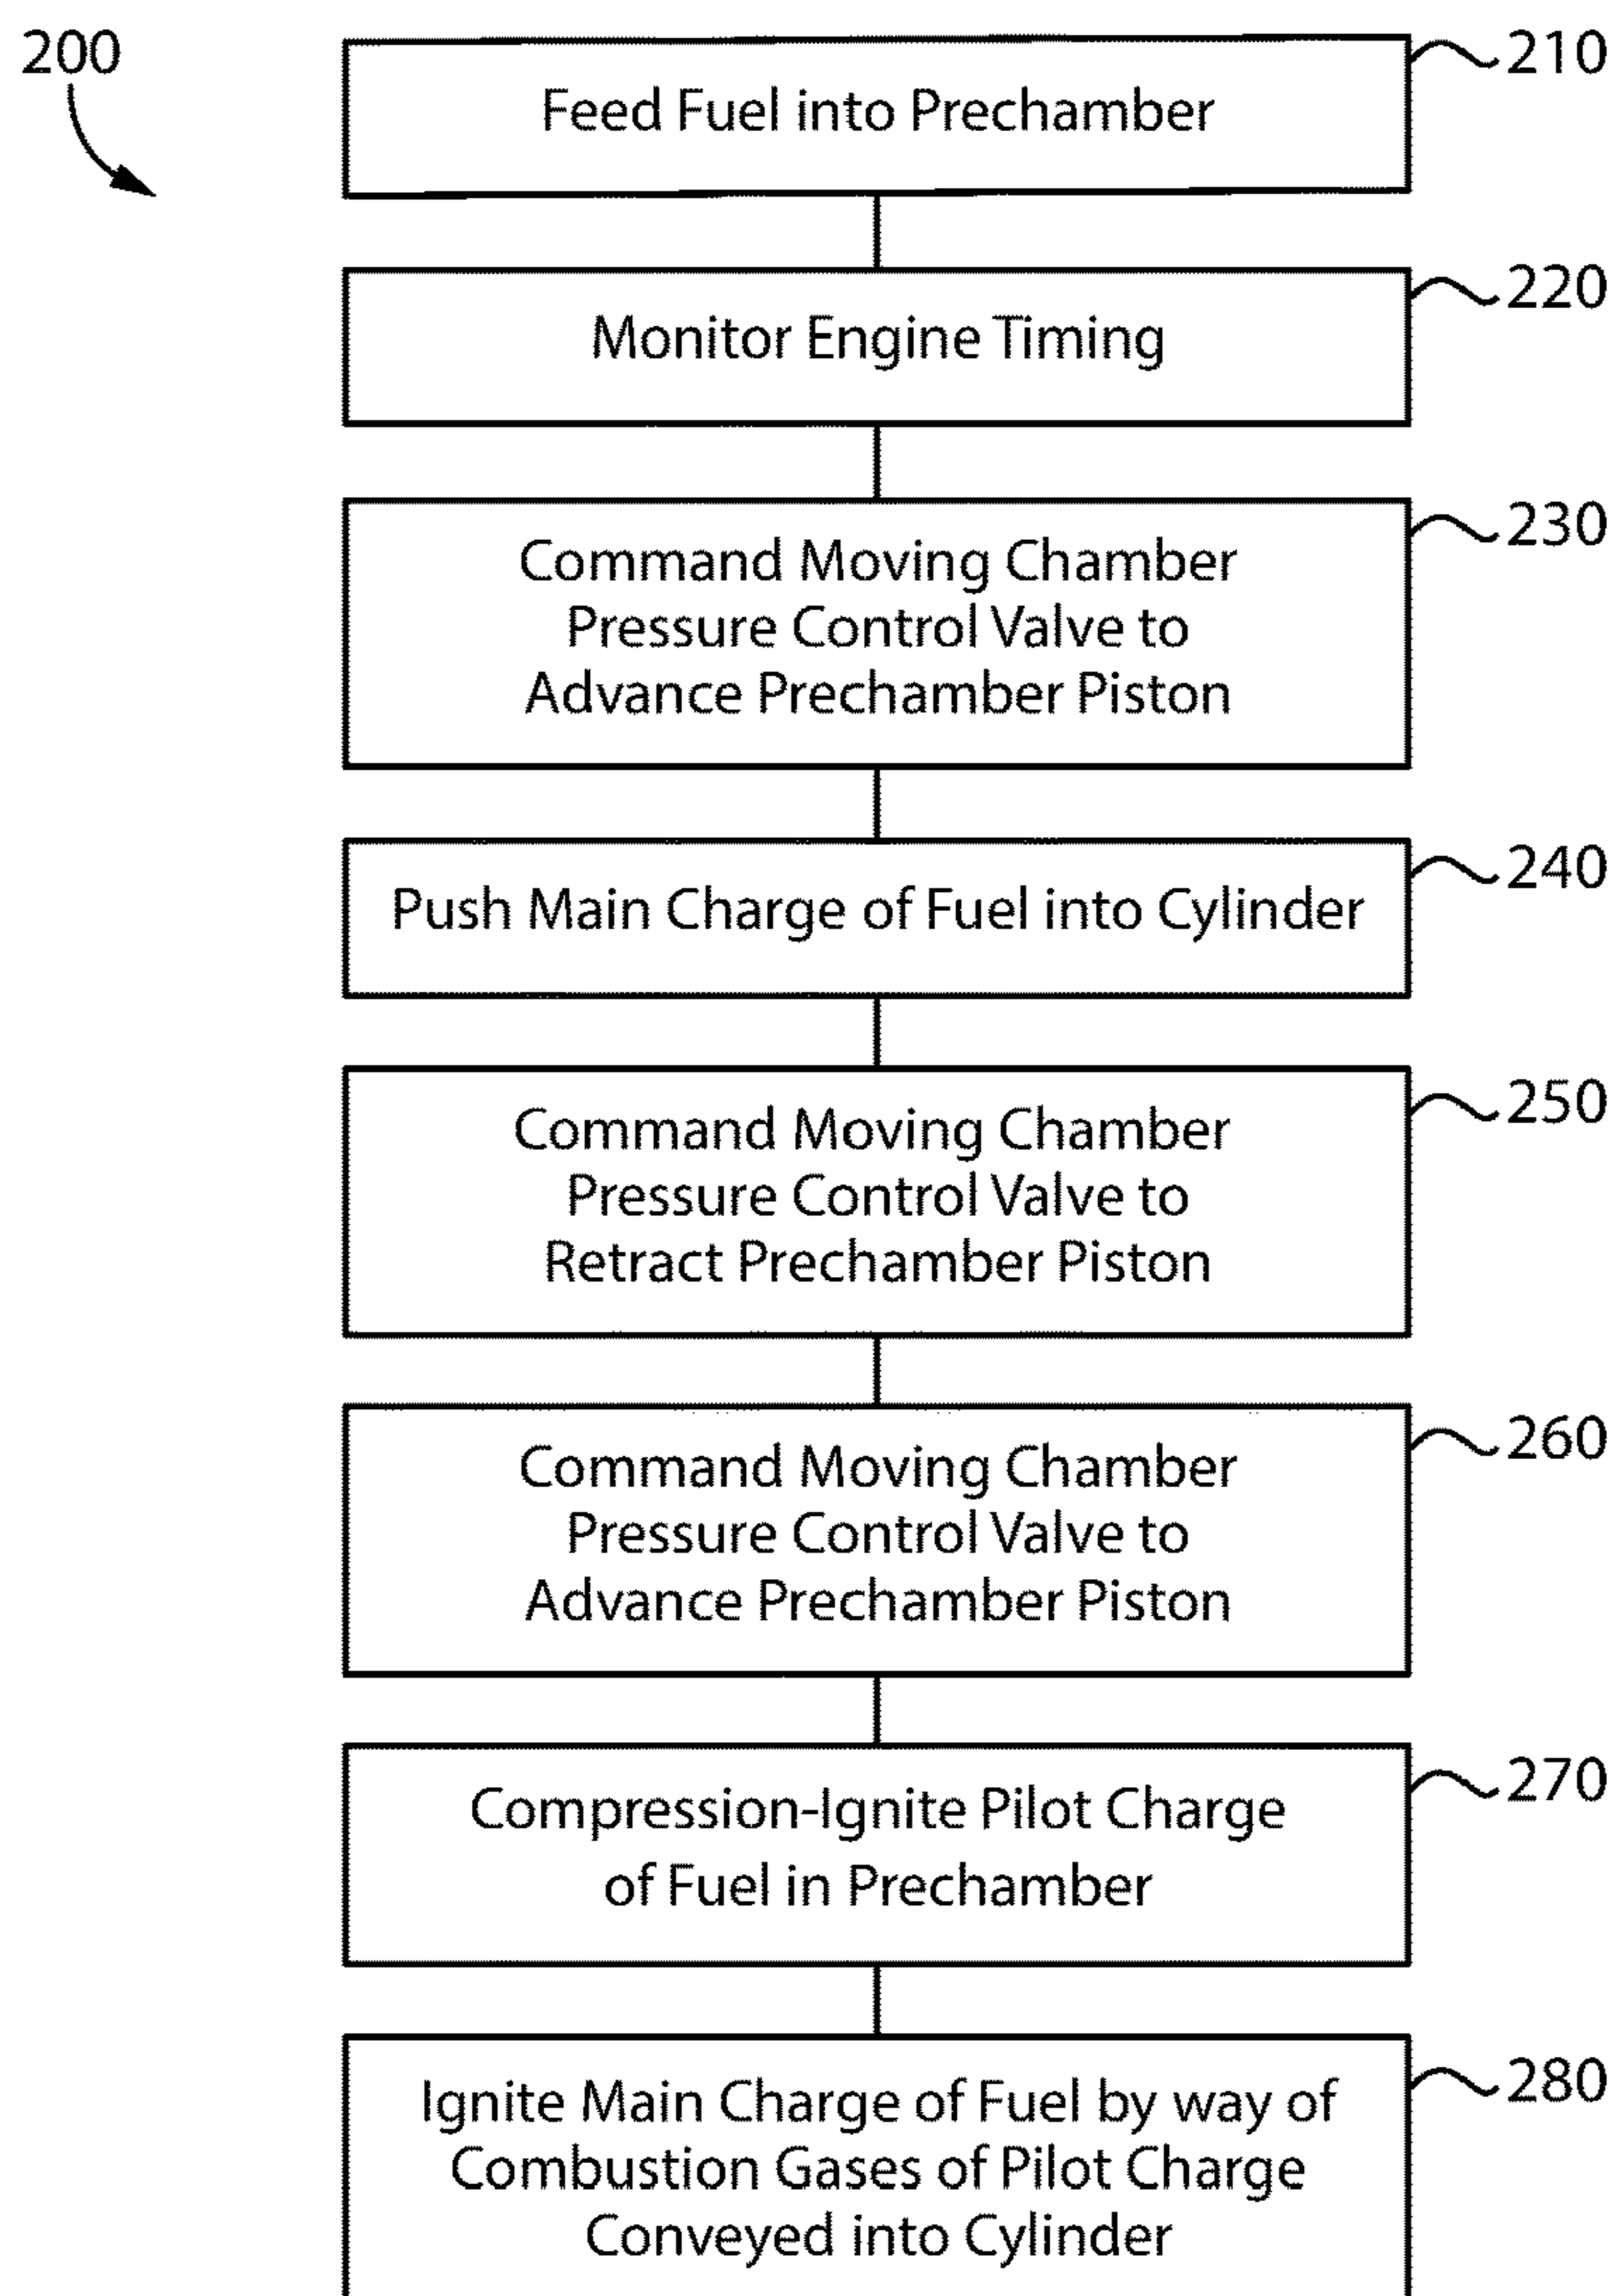 200
210
Feed Fuel into Prechamber
220
Monitor Engine Timing
230
Command Moving Chamber
Pressure Control Valve to
Advance Prechamber Piston
240
Push Main Charge of Fuel into Cylinder
250
Command Moving Chamber
Pressure Control Valve to
Retract Prechamber Piston
260
Command Moving Chamber
Pressure Control Valve to
Advance Prechamber Piston
270
Compression-Ignite Pilot Charge
of Fuel in Prechamber
280
Ignite Main Charge of Fuel by way of
Combustion Gases of Pilot Charge
Conveyed into Cylinder